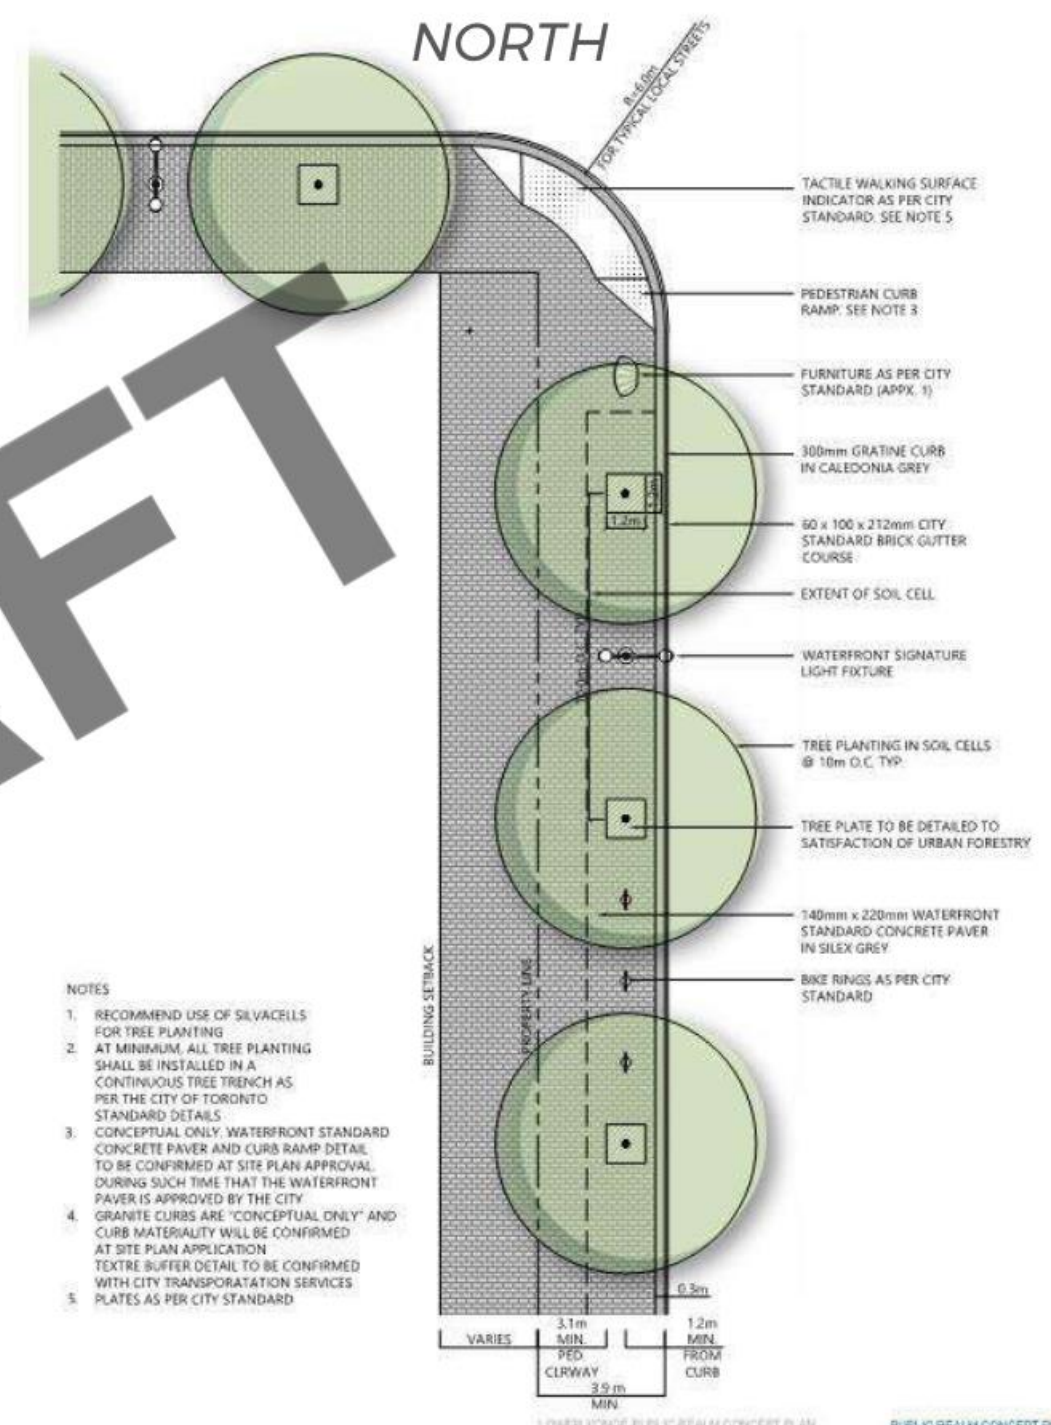 NORTH
R=6.0m
FOR TYPICAL LOCAL STREETS
TACTILE WALKING SURFACE
INDICATOR AS PER CITY
STANDARD. SEE NOTE 5
PEDESTRIAN CURB
RAMP. SEE NOTE 3
FURNITURE AS PER CITY
STANDARD (APPX. 1)
300mm GRATINE CURB
IN CALEDONIA GREY
1.2m
1.2m
60 x 100 x 212mm CITY
STANDARD BRICK GUTTER
COURSE
EXTENT OF SOIL CELL
WATERFRONT SIGNATURE
LIGHT FIXTURE
TREE PLANTING IN SOIL CELLS
@ 10m O.C. TYP.
TREE PLATE TO BE DETAILED TO
SATISFACTION OF URBAN FORESTRY
140mm x 220mm WATERFRONT
STANDARD CONCRETE PAVER
IN SILEX GREY
BIKE RINGS AS PER CITY
STANDARD
BUILDING SETBACK
PROPERTY LINE
NOTES
1. RECOMMEND USE OF SILVACELLS
FOR TREE PLANTING
2. AT MINIMUM, ALL TREE PLANTING
SHALL BE INSTALLED IN A
CONTINUOUS TREE TRENCH AS
PER THE CITY OF TORONTO
STANDARD DETAILS
3. CONCEPTUAL ONLY. WATERFRONT STANDARD
CONCRETE PAVER AND CURB RAMP DETAIL
TO BE CONFIRMED AT SITE PLAN APPROVAL.
DURING SUCH TIME THAT THE WATERFRONT
PAVER IS APPROVED BY THE CITY
4. GRANITE CURBS ARE "CONCEPTUAL ONLY" AND
CURB MATERIALITY WILL BE CONFIRMED
AT SITE PLAN APPLICATION
TEXTRE BUFFER DETAIL TO BE CONFIRMED
WITH CITY TRANSPORATATION SERVICES
5. PLATES AS PER CITY STANDARD
0.3m
VARIES
3.1m
MIN.
PED
CLRWAY
1.2m
MIN.
FROM
CURB
3.9 m
MIN